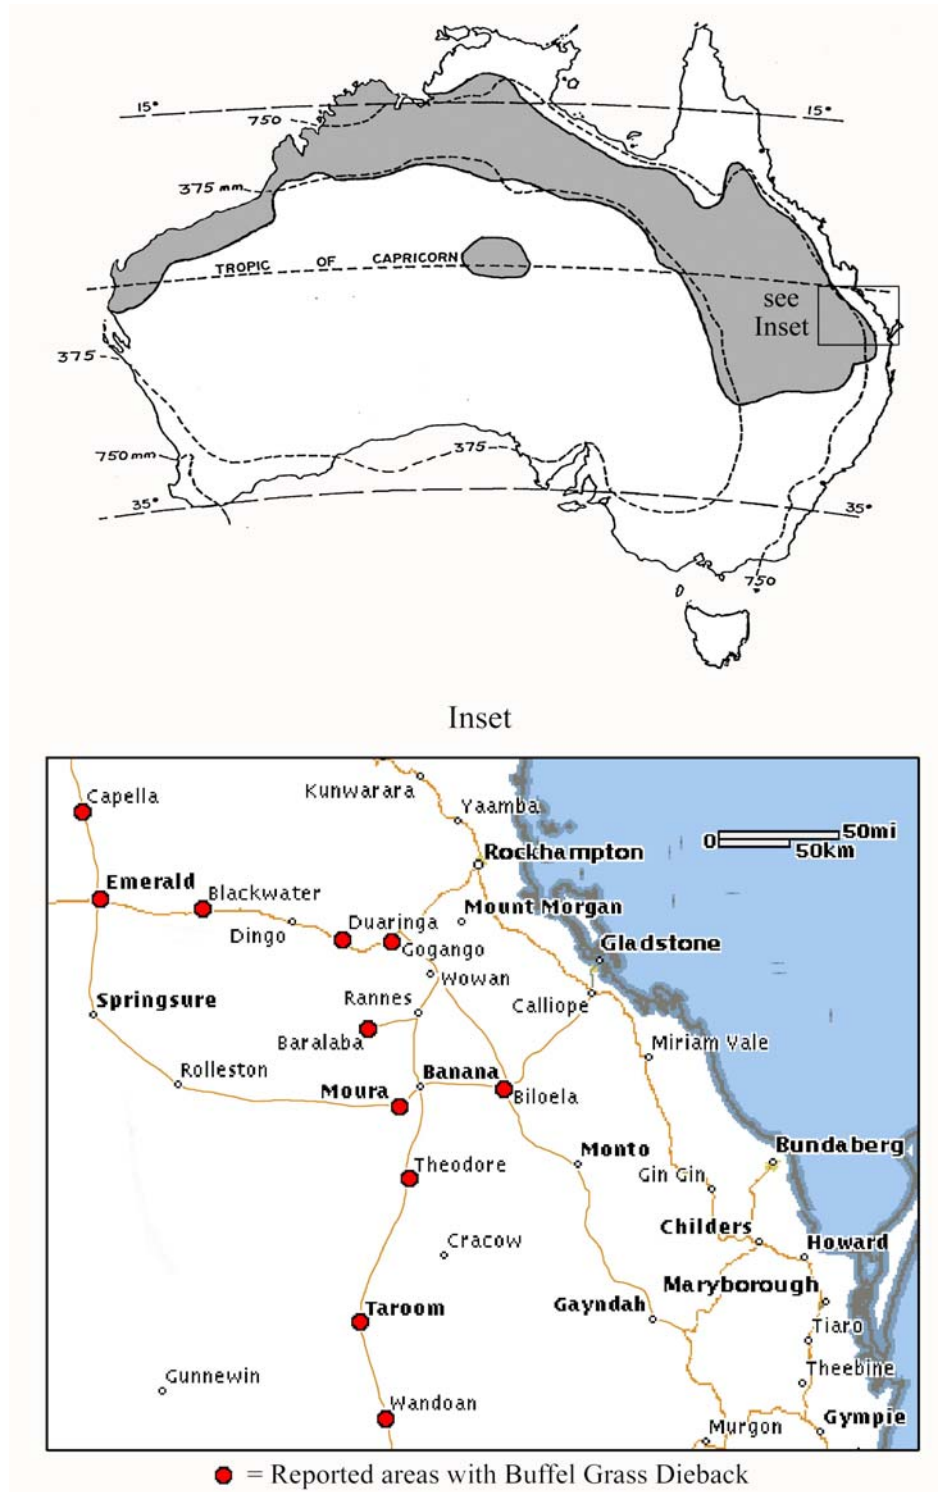 15°
15°
750
375 mm
TROPIC OF CAPRICORN
see
Inset
375
375
750 mm
35°
35°
750
Inset
Capella
Kunwarara
Yaamba
0 50mi
50km
Rockhampton
Emerald
Blackwater
Mount Morgan
Dingo
Duaringa
Gogango
Gladstone
Wowan
Springsure
Rannes
Calliope
Baralaba
Miriam Vale
Rolleston
Banana
Moura
Biloela
Bundaberg
Monto
Theodore
Gin Gin
Childers
Cracow
Howard
Maryborough
Taroom
Gayndah
Tiaro
Gunnewin
Theebine
Wandoan
Gympie
Murgon
= Reported areas with Buffel Grass Dieback